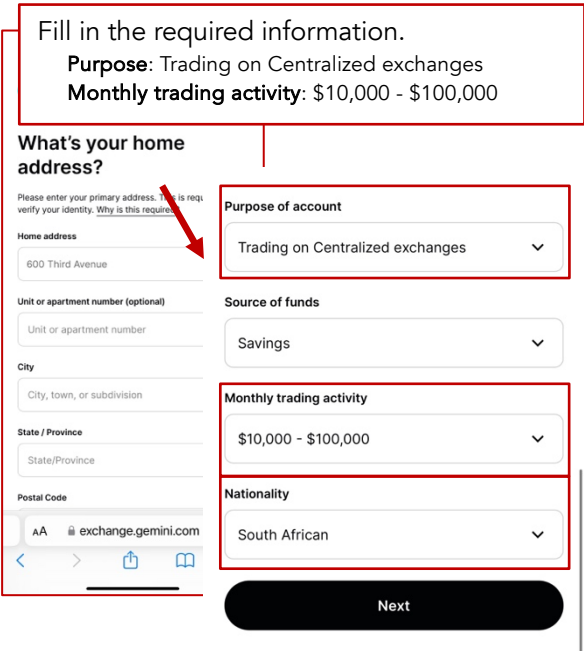 Fill in the required information.
Purpose: Trading on Centralized exchanges
Monthly trading activity: $10,000 - $100,000
What's your home
address?
Please enter your primary address. This is requ
verify your identity. Why is this required?
Home address
600 Third Avenue
Unit or apartment number (optional)
Unit or apartment number
City
City, town, or subdivision
State / Province
State/Province
Postal Code
AA exchange.gemini.com
Purpose of account
Trading on Centralized exchanges
Source of funds
Savings
Monthly trading activity
$10,000 - $100,000
Nationality
South African
Next